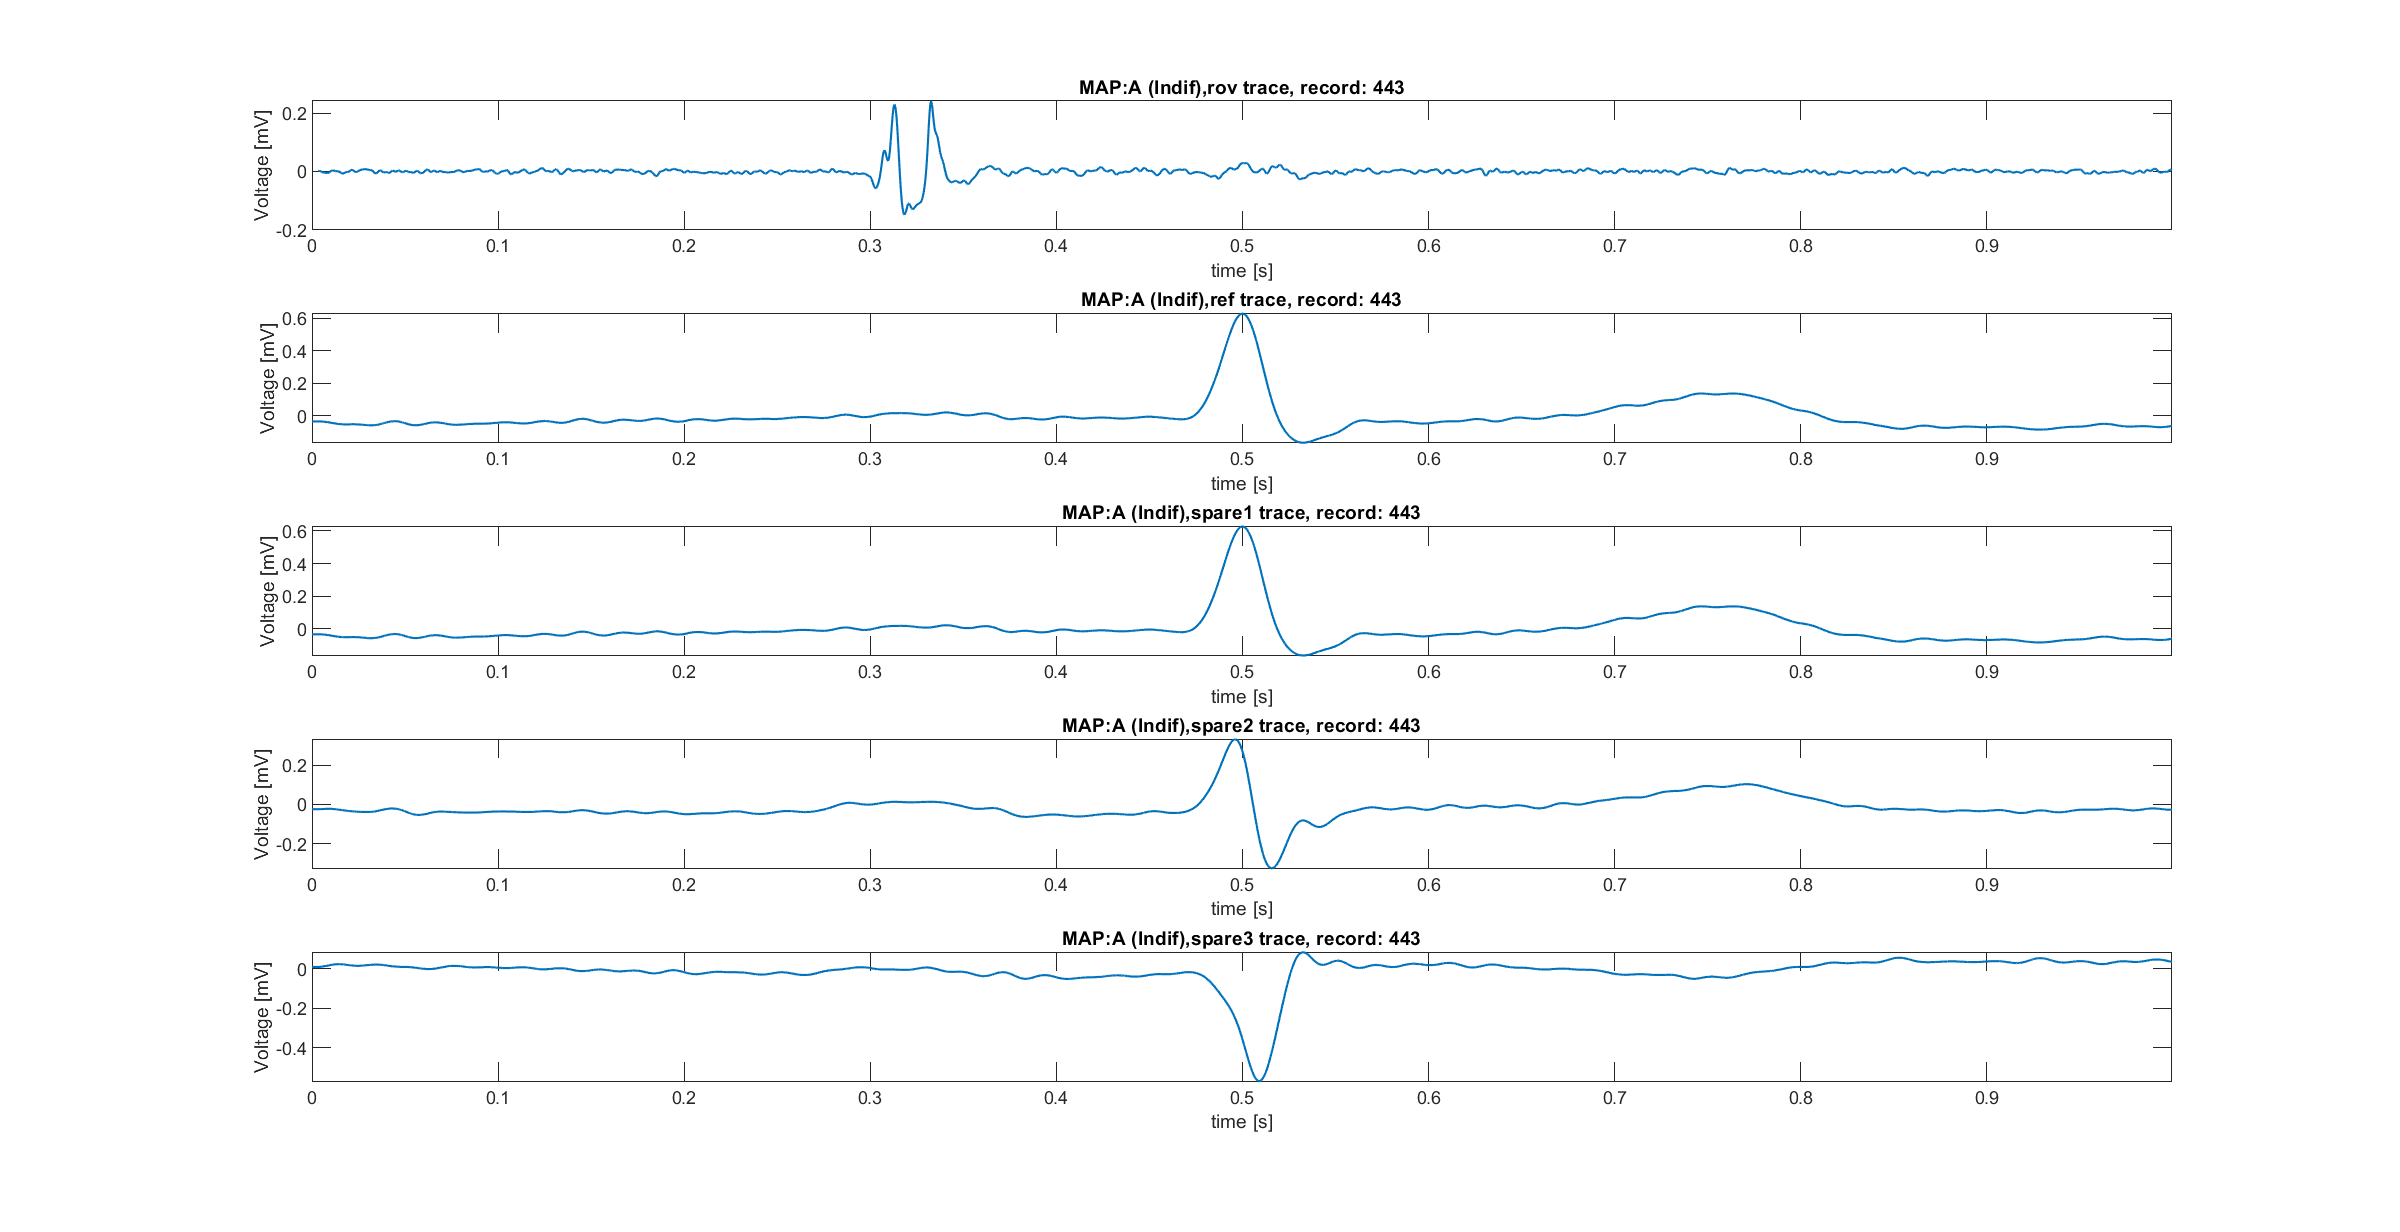 MAP:A (Indif),rov trace, record: 443
Voltage [mV]
0.2
0
-0.2
0 0.1 0.2 0.3 0.4 0.5 0.6 0.7 0.8 0.9
time [s]
MAP:A (Indif),ref trace, record: 443
Voltage [mV]
0.6
0.4
0.2
0
0 0.1 0.2 0.3 0.4 0.5 0.6 0.7 0.8 0.9
time [s]
MAP:A (Indif),spare1 trace, record: 443
Voltage [mV]
0.6
0.4
0.2
0
0 0.1 0.2 0.3 0.4 0.5 0.6 0.7 0.8 0.9
time [s]
MAP:A (Indif),spare2 trace, record: 443
Voltage [mV]
0.2
0
-0.2
0 0.1 0.2 0.3 0.4 0.5 0.6 0.7 0.8 0.9
time [s]
MAP:A (Indif),spare3 trace, record: 443
Voltage [mV]
0
-0.2
-0.4
0 0.1 0.2 0.3 0.4 0.5 0.6 0.7 0.8 0.9
time [s]